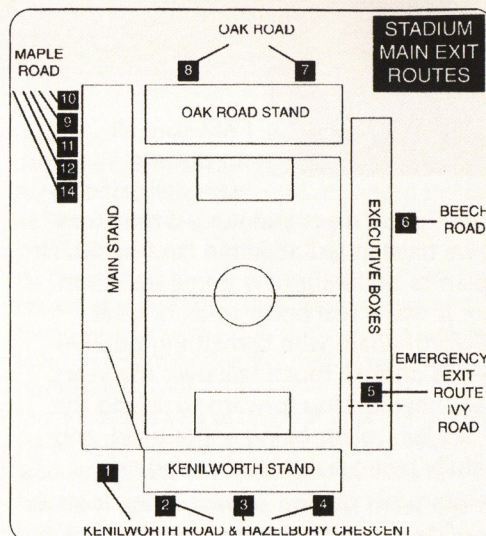 OAK ROAD
STADIUM
MAIN EXIT
ROUTES
MAPLE
ROAD
8
7
10
9
11
12
14
OAK ROAD STAND
MAIN STAND
EXECUTIVE BOXES
6
BEECH
ROAD
EMERGENCY
EXIT
ROUTE
IVY
ROAD
5
KENILWORTH STAND
1
2
3
4
KENILWORTH ROAD & HAZELBURY CRESCENT